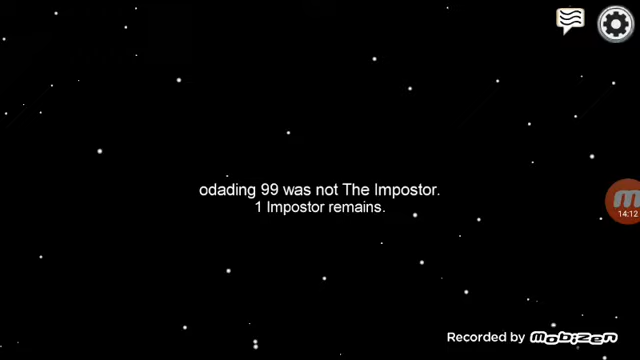 odading 99 was not The Impostor.
1 Impostor remains.
14:12
Recorded by mobizen